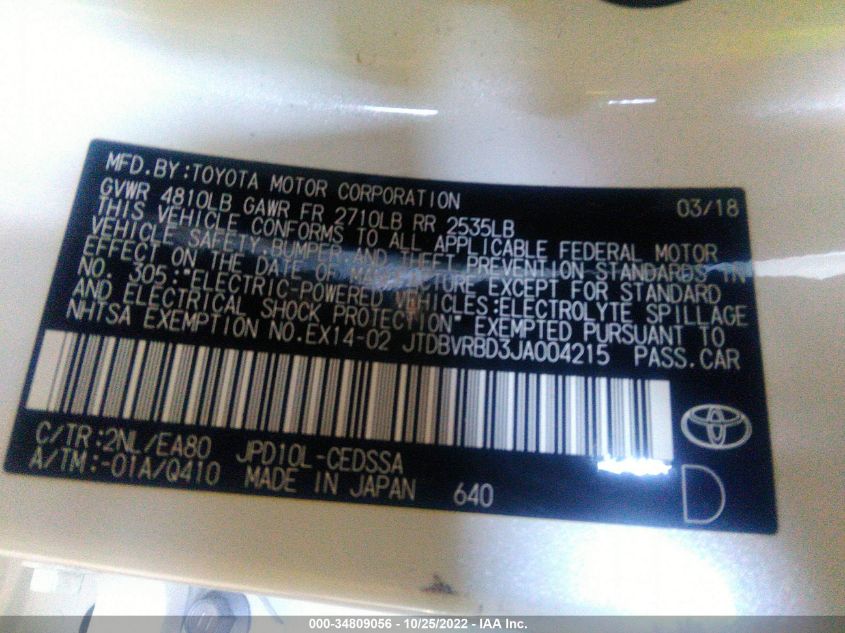 MFD.BY:TOYOTA MOTOR CORPORATION 03/18
GVWR 4810LB GAWR FR 2710LB RR 2535LB
THIS VEHICLE CONFORMS TO ALL APPLICABLE FEDERAL MOTOR
VEHICLE SAFETY,BUMPER,AND THEFT PREVENTION STANDARDS IN
EFFECT ON THE DATE OF MANUFACTURE EXCEPT FOR STANDARD
NO. 305:"ELECTRIC-POWERED VEHICLES:ELECTROLYTE SPILLAGE
AND ELECTRICAL SHOCK PROTECTION" EXEMPTED PURSUANT TO
NHTSA EXEMPTION NO.EX14-02 JTDBVRBD3JA004215 PASS.CAR
C/TR:2NL/EA80 JPD10L-CEDSSA
A/TM:-01A/Q410 MADE IN JAPAN 640
D
000-34809056 - 10/25/2022 - IAA Inc.